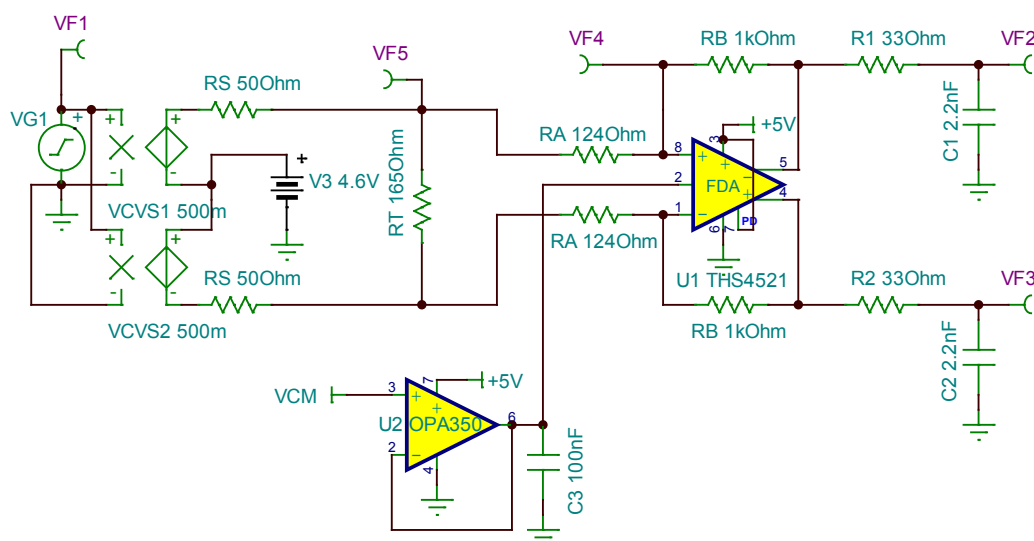 VF1
VG1
+
+
-
+
-
RS 50Ohm
VCVS1 500m
+
V3 4.6V
+
-
+
-
RS 50Ohm
VCVS2 500m
VF5
RT 165Ohm
RA 124Ohm
RA 124Ohm
VF4
RB 1kOhm
R1 33Ohm
VF2
C1 2.2nF
+5V
3
8
+
5
-
2
FDA
+
4
1
-
PD
6
7
U1 THS4521
RB 1kOhm
R2 33Ohm
VF3
C2 2.2nF
VCM
3
+
7
+
+5V
U2 OPA350
6
2
-
4
C3 100nF